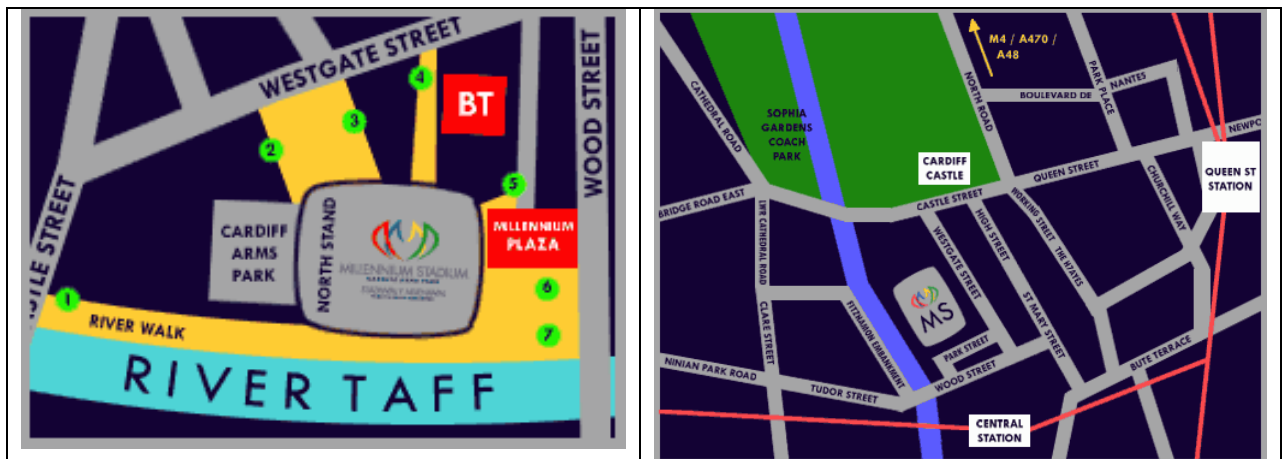 WESTGATE STREET
4
BT
3
2
WOOD STREET
5
CARDIFF
ARMS
PARK
NORTH STAND
MILLENNIUM STADIUM
MILLENNIUM
PLAZA
STLE STREET
1
6
RIVER WALK
7
RIVER TAFF
M4 / A470 /
A48
CATHEDRAL ROAD
NORTH ROAD
PARK PLACE
BOULEVARD DE NANTES
SOPHIA
GARDENS
COACH
PARK
NEWPO
CARDIFF
CASTLE
QUEEN STREET
QUEEN ST
STATION
BRIDGE ROAD EAST
CASTLE STREET
CHURCHILL WAY
LWR CATHEDRAL ROAD
WESTGATE STREET
HIGH STREET
WORKING STREET THE HAYES
MS
CLARE STREET
FITZHAMON EMBANKMENT
ST MARY STREET
PARK STREET
BUTE TERRACE
NINIAN PARK ROAD
TUDOR STREET
WOOD STREET
CENTRAL
STATION